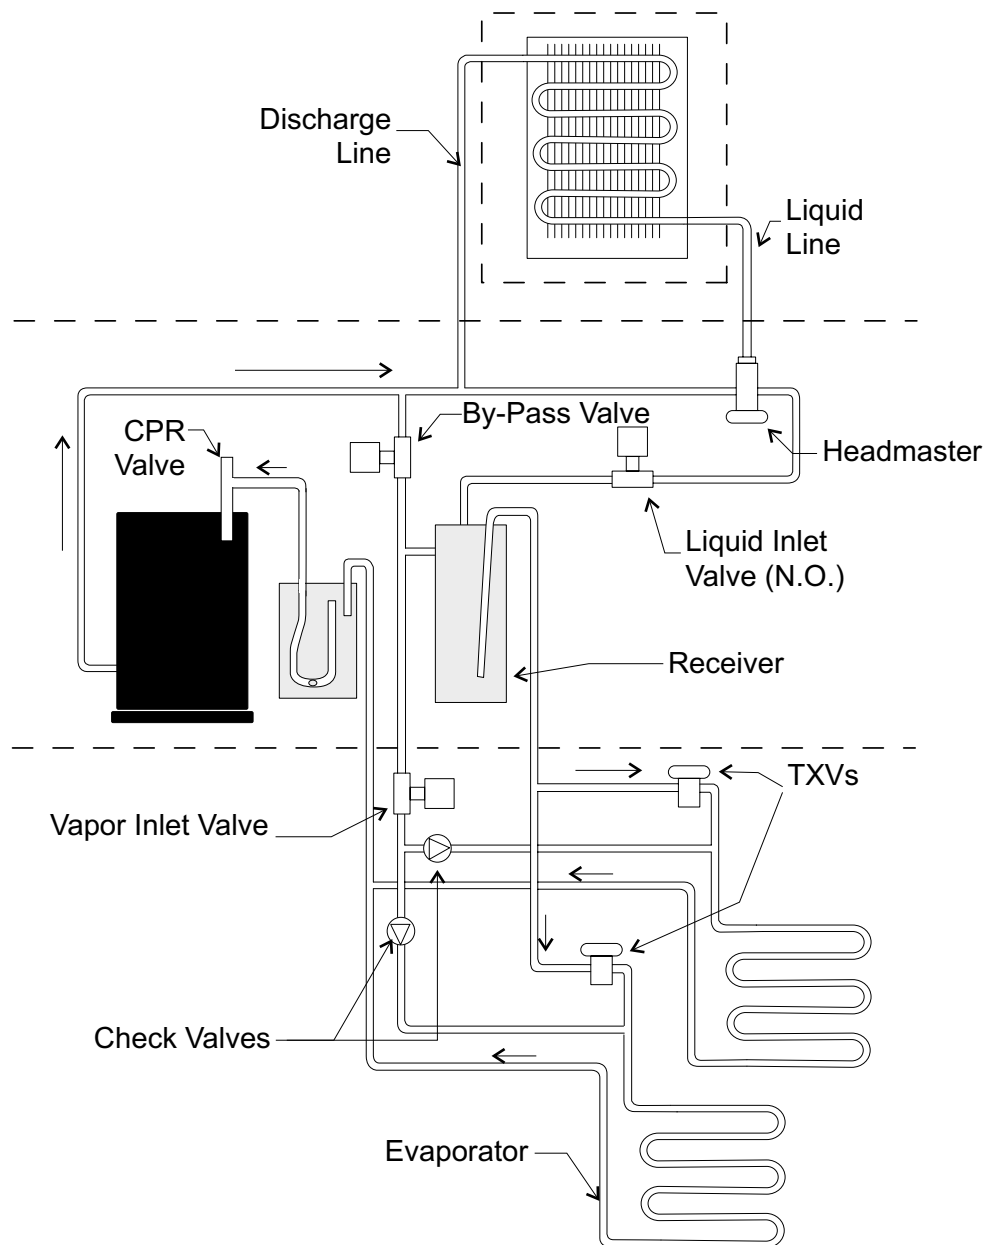 Discharge
Line
Liquid
Line
By-Pass Valve
CPR
Valve
Headmaster
Liquid Inlet
Valve (N.O.)
Receiver
TXVs
Vapor Inlet Valve
Check Valves
Evaporator